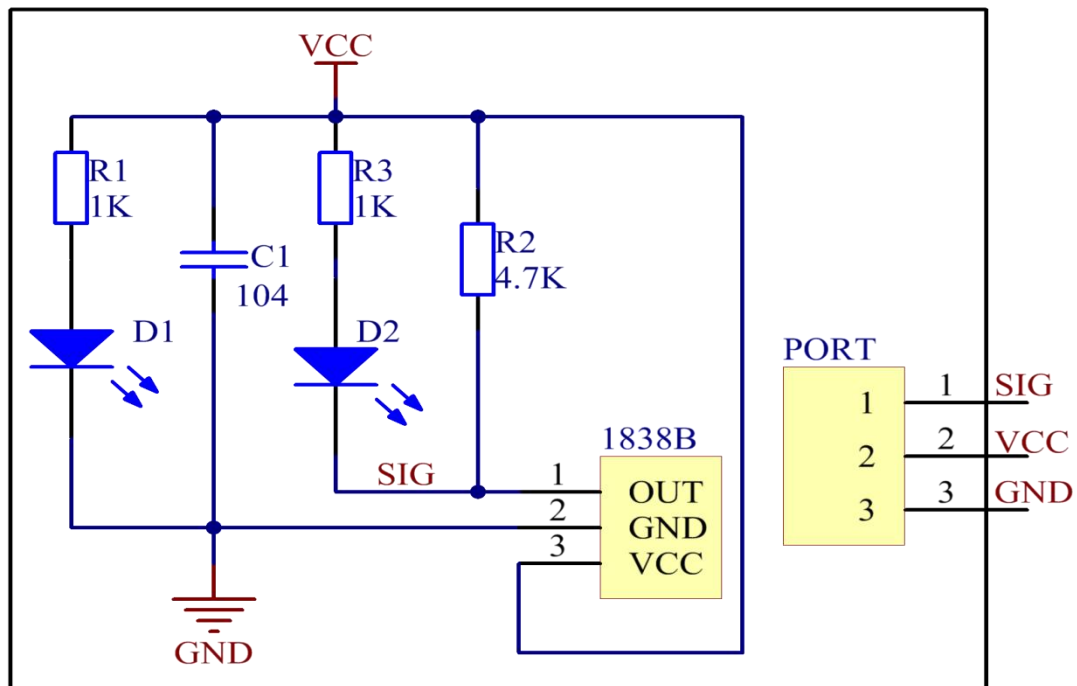 VCC
R1
1K
R3
1K
R2
4.7K
C1
104
D1
D2
SIG
1838B
1
OUT
2
GND
3
VCC
GND
PORT
1
1
SIG
2
2
VCC
3
3
GND